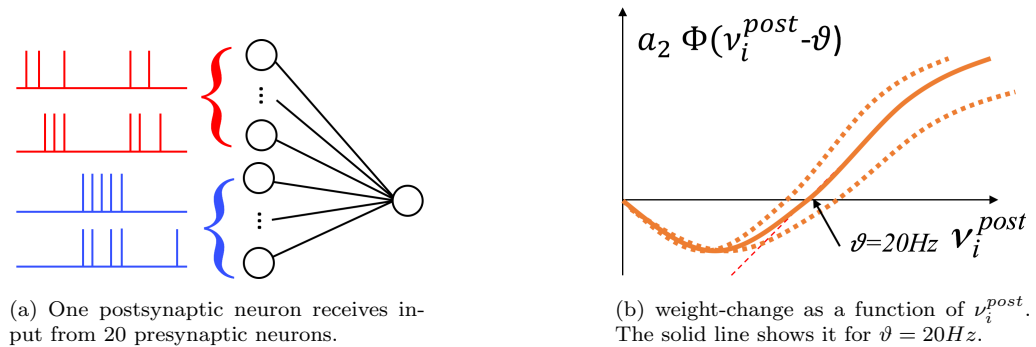 a₂ Φ(ν_i^{post}-ϑ)
ϑ=20Hz ν_i^{post}
(a) One postsynaptic neuron receives in-
put from 20 presynaptic neurons.
(b) weight-change as a function of ν_i^{post}.
The solid line shows it for ϑ = 20Hz.